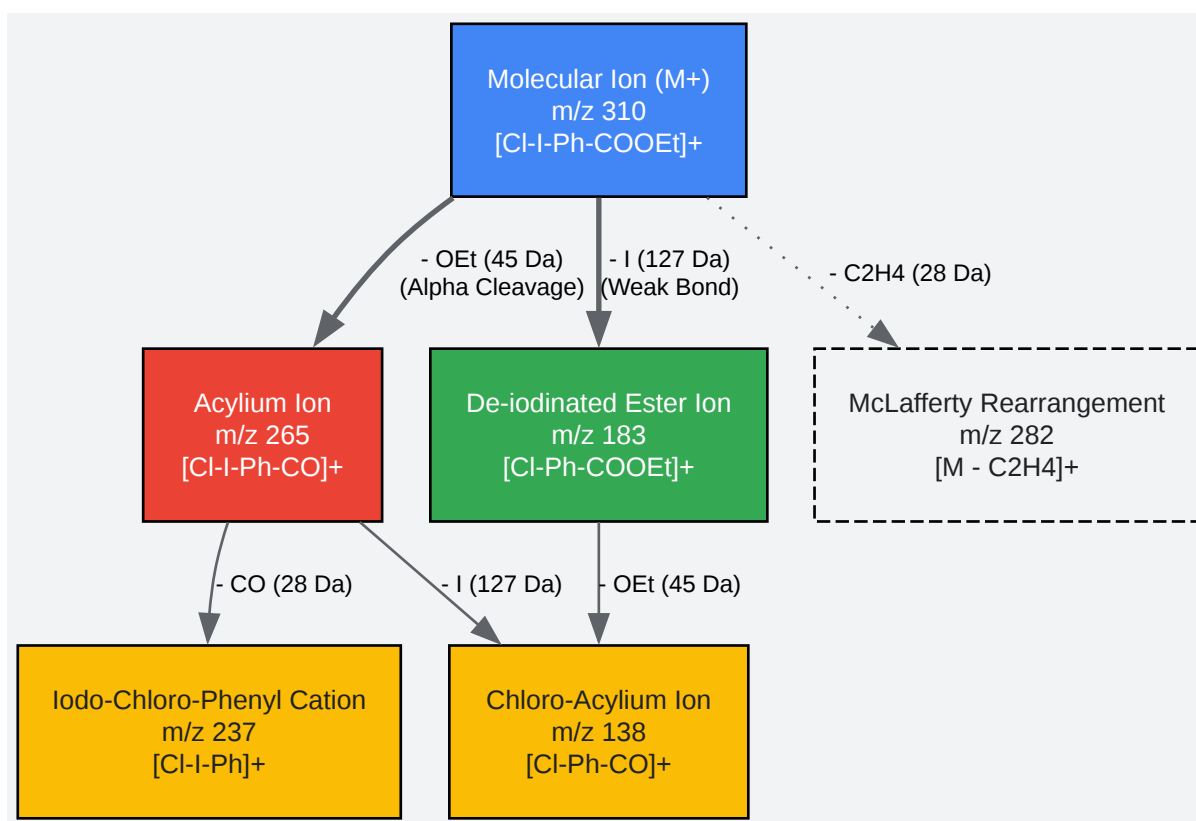 Molecular Ion (M+)
m/z 310
[Cl-I-Ph-COOEt]+
- OEt (45 Da)
(Alpha Cleavage)
- I (127 Da)
(Weak Bond)
- C2H4 (28 Da)
Acylium Ion
m/z 265
[Cl-I-Ph-CO]+
De-iodinated Ester Ion
m/z 183
[Cl-Ph-COOEt]+
McLafferty Rearrangement
m/z 282
[M - C2H4]+
- CO (28 Da)
- I (127 Da)
- OEt (45 Da)
Iodo-Chloro-Phenyl Cation
m/z 237
[Cl-I-Ph]+
Chloro-Acylium Ion
m/z 138
[Cl-Ph-CO]+